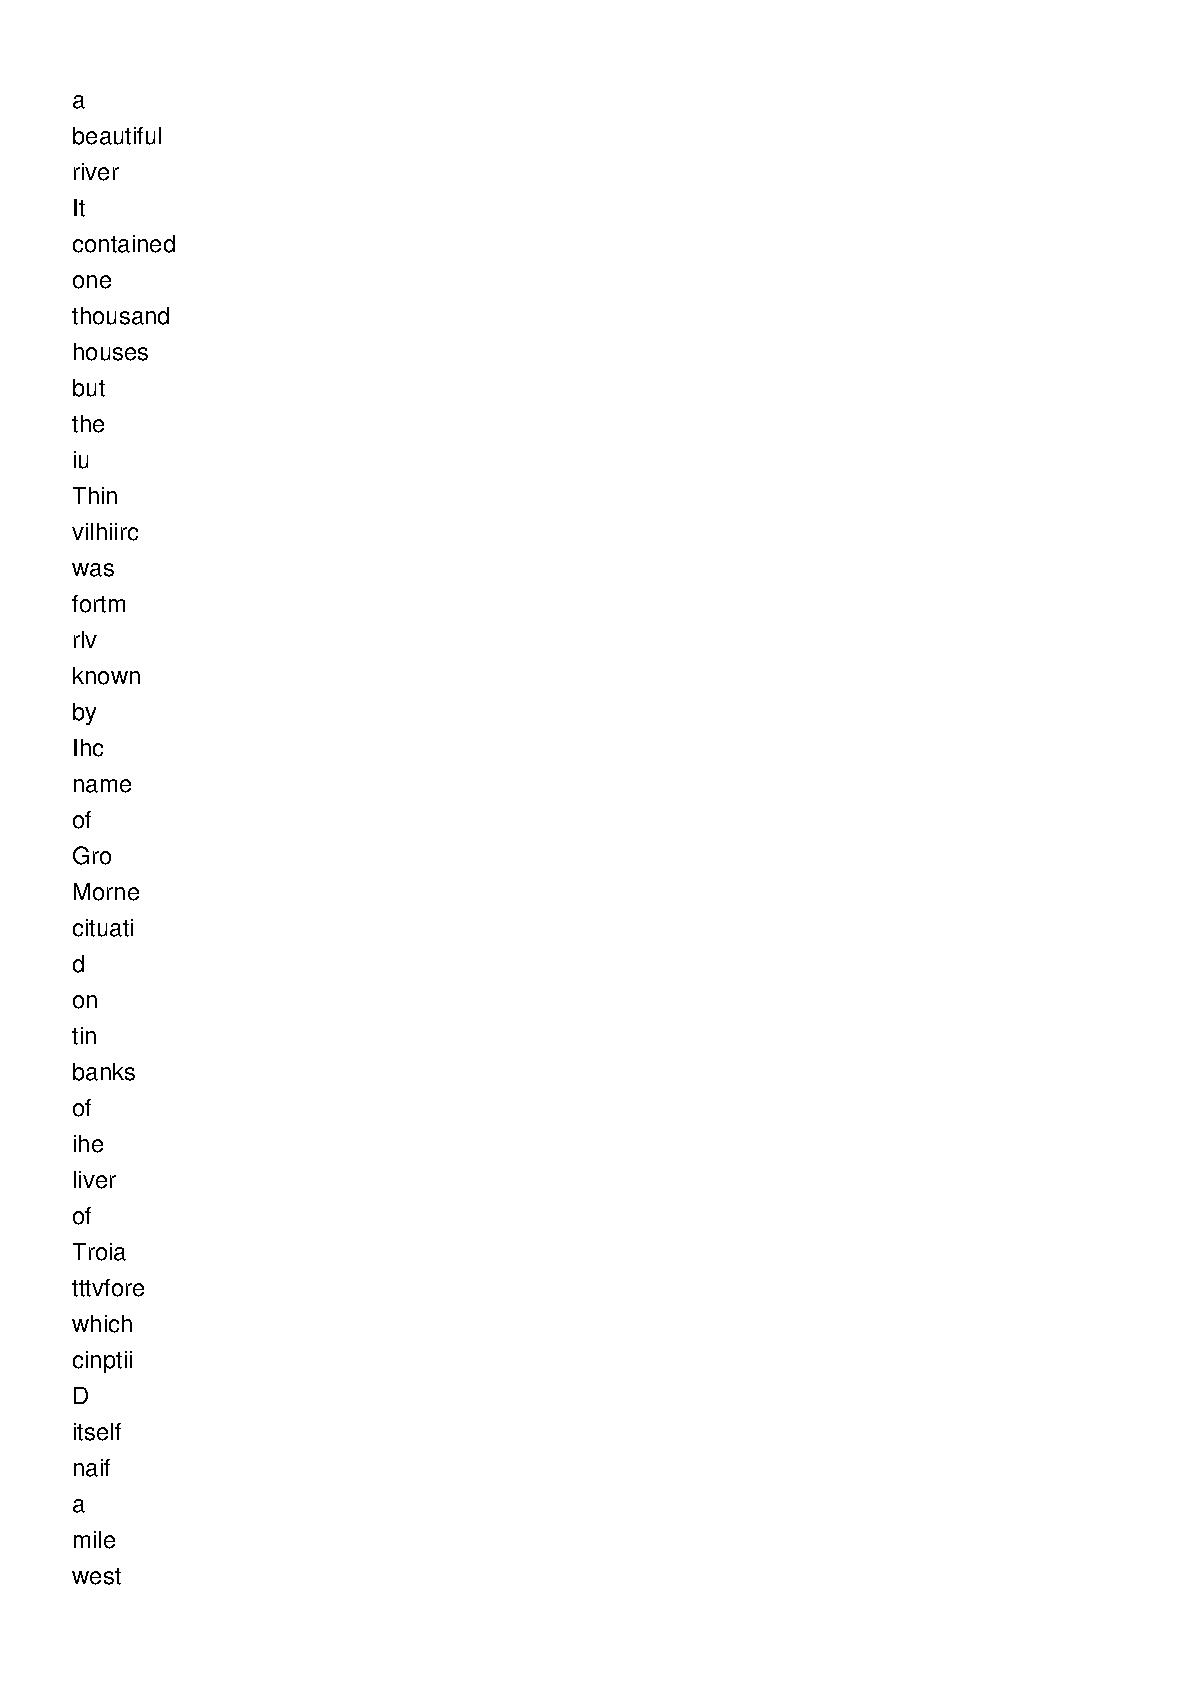 a
beautiful
river
It
contained
one
thousand
houses
but
the
iu
Thin
vilhiirc
was
fortm
rlv
known
by
Ihc
name
of
Gro
Morne
cituati
d
on
tin
banks
of
ihe
liver
of
Troia
tttvfore
which
cinptii
D
itself
naif
a
mile
west